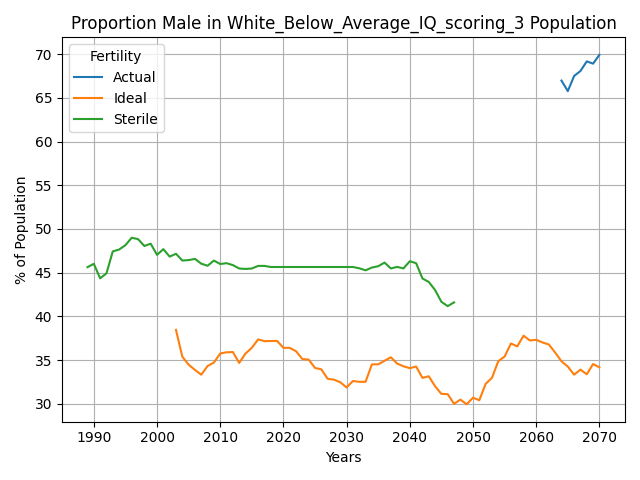 Proportion Male in White_Below_Average_IQ_scoring_3 Population
Fertility
Actual
Ideal
Sterile
% of Population
70
65
60
55
50
45
40
35
30
1990 2000 2010 2020 2030 2040 2050 2060 2070
Years